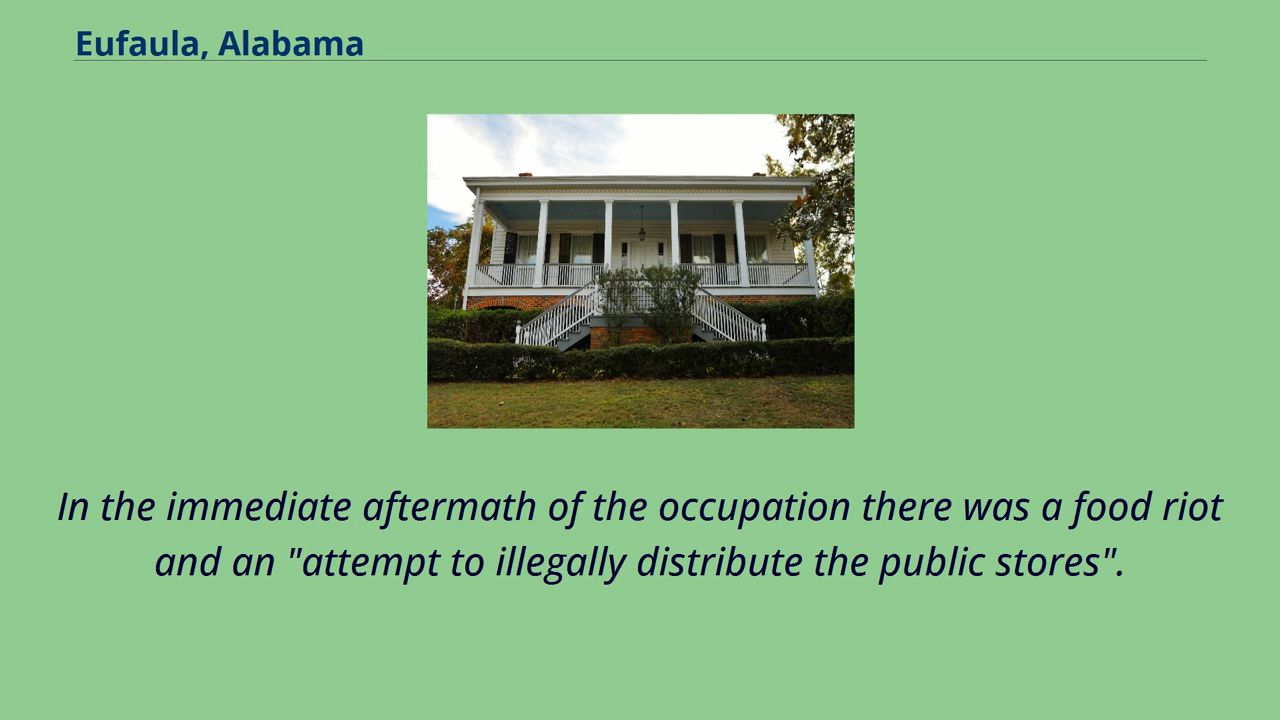 Eufaula, Alabama
In the immediate aftermath of the occupation there was a food riot
and an "attempt to illegally distribute the public stores".